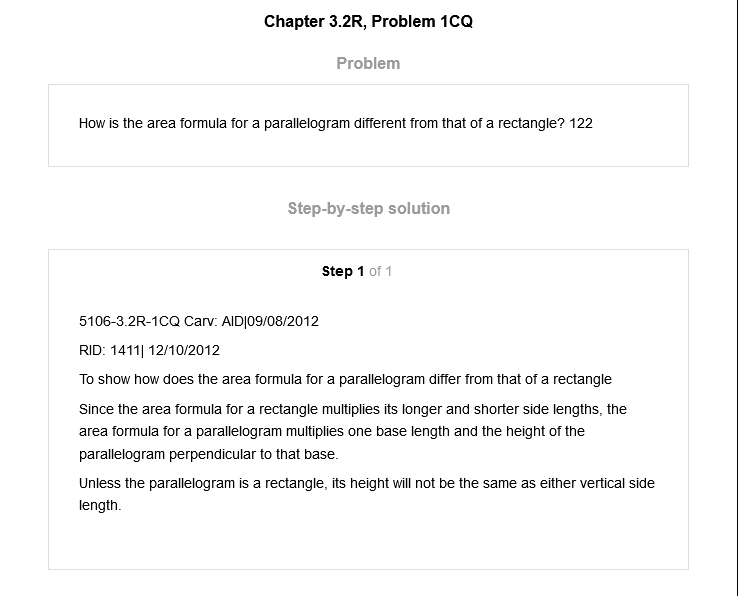 Chapter 3.2R, Problem 1CQ
Problem
How is the area formula for a parallelogram different from that of a rectangle? 122
Step-by-step solution
Step 1 of 1
5106-3.2R-1CQ Carv: AID|09/08/2012
RID: 1411| 12/10/2012
To show how does the area formula for a parallelogram differ from that of a rectangle
Since the area formula for a rectangle multiplies its longer and shorter side lengths, the
area formula for a parallelogram multiplies one base length and the height of the
parallelogram perpendicular to that base.
Unless the parallelogram is a rectangle, its height will not be the same as either vertical side
length.